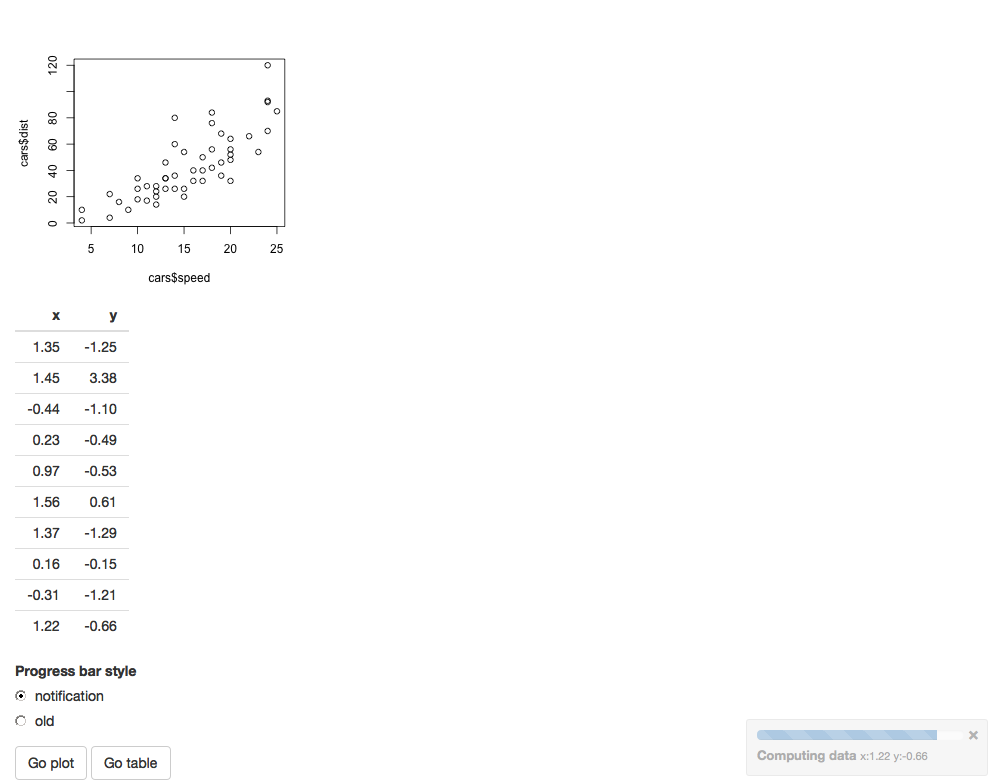 120
80
60
40
20
0
cars$dist
5 10 15 20 25
cars$speed
x y
1.35 -1.25
1.45 3.38
-0.44 -1.10
0.23 -0.49
0.97 -0.53
1.56 0.61
1.37 -1.29
0.16 -0.15
-0.31 -1.21
1.22 -0.66
Progress bar style
notification
old
Go plot Go table
Computing data x:1.22 y:-0.66